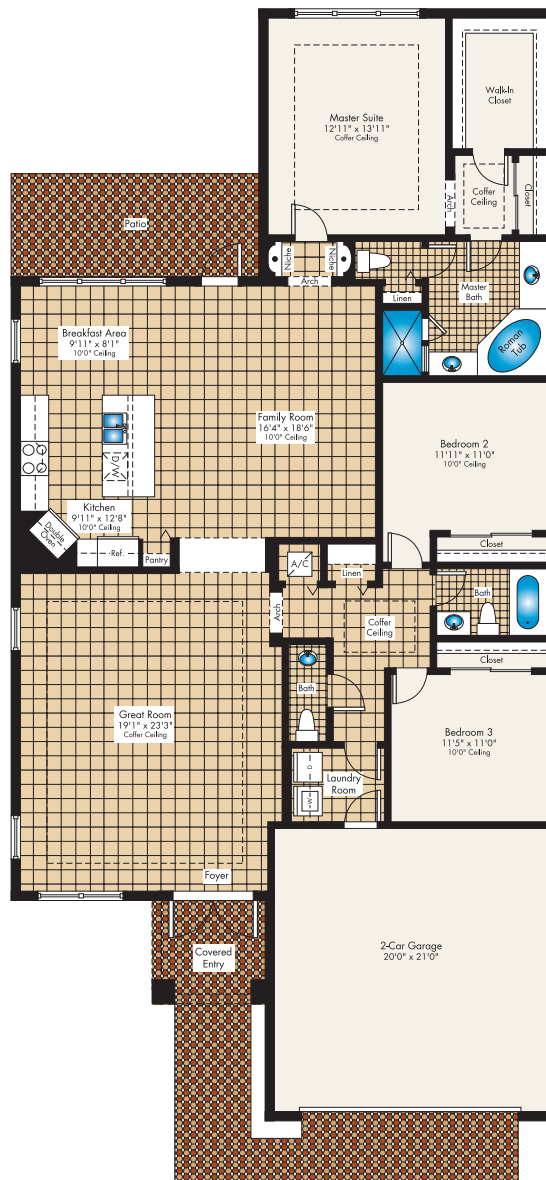 Master Suite
12'11" x 13'11"
Coffer Ceiling
Walk-In
Closet
Coffer
Ceiling
Closet
Arch
Patio
Niche
Niche
Arch
Linen
Master
Bath
Roman
Tub
Breakfast Area
9'11" x 8'1"
10'0" Ceiling
Family Room
16'4" x 18'6"
10'0" Ceiling
D/W
Bedroom 2
11'11" x 11'0"
10'0" Ceiling
Kitchen
9'11" x 12'8"
10'0" Ceiling
Double
Oven
Ref.
Pantry
Closet
A/C
Linen
Arch
Coffer
Ceiling
Bath
Closet
Bath
Great Room
19'1" x 23'3"
Coffer Ceiling
Bedroom 3
11'5" x 11'0"
10'0" Ceiling
D
W
Laundry
Room
Foyer
Covered
Entry
2-Car Garage
20'0" x 21'0"